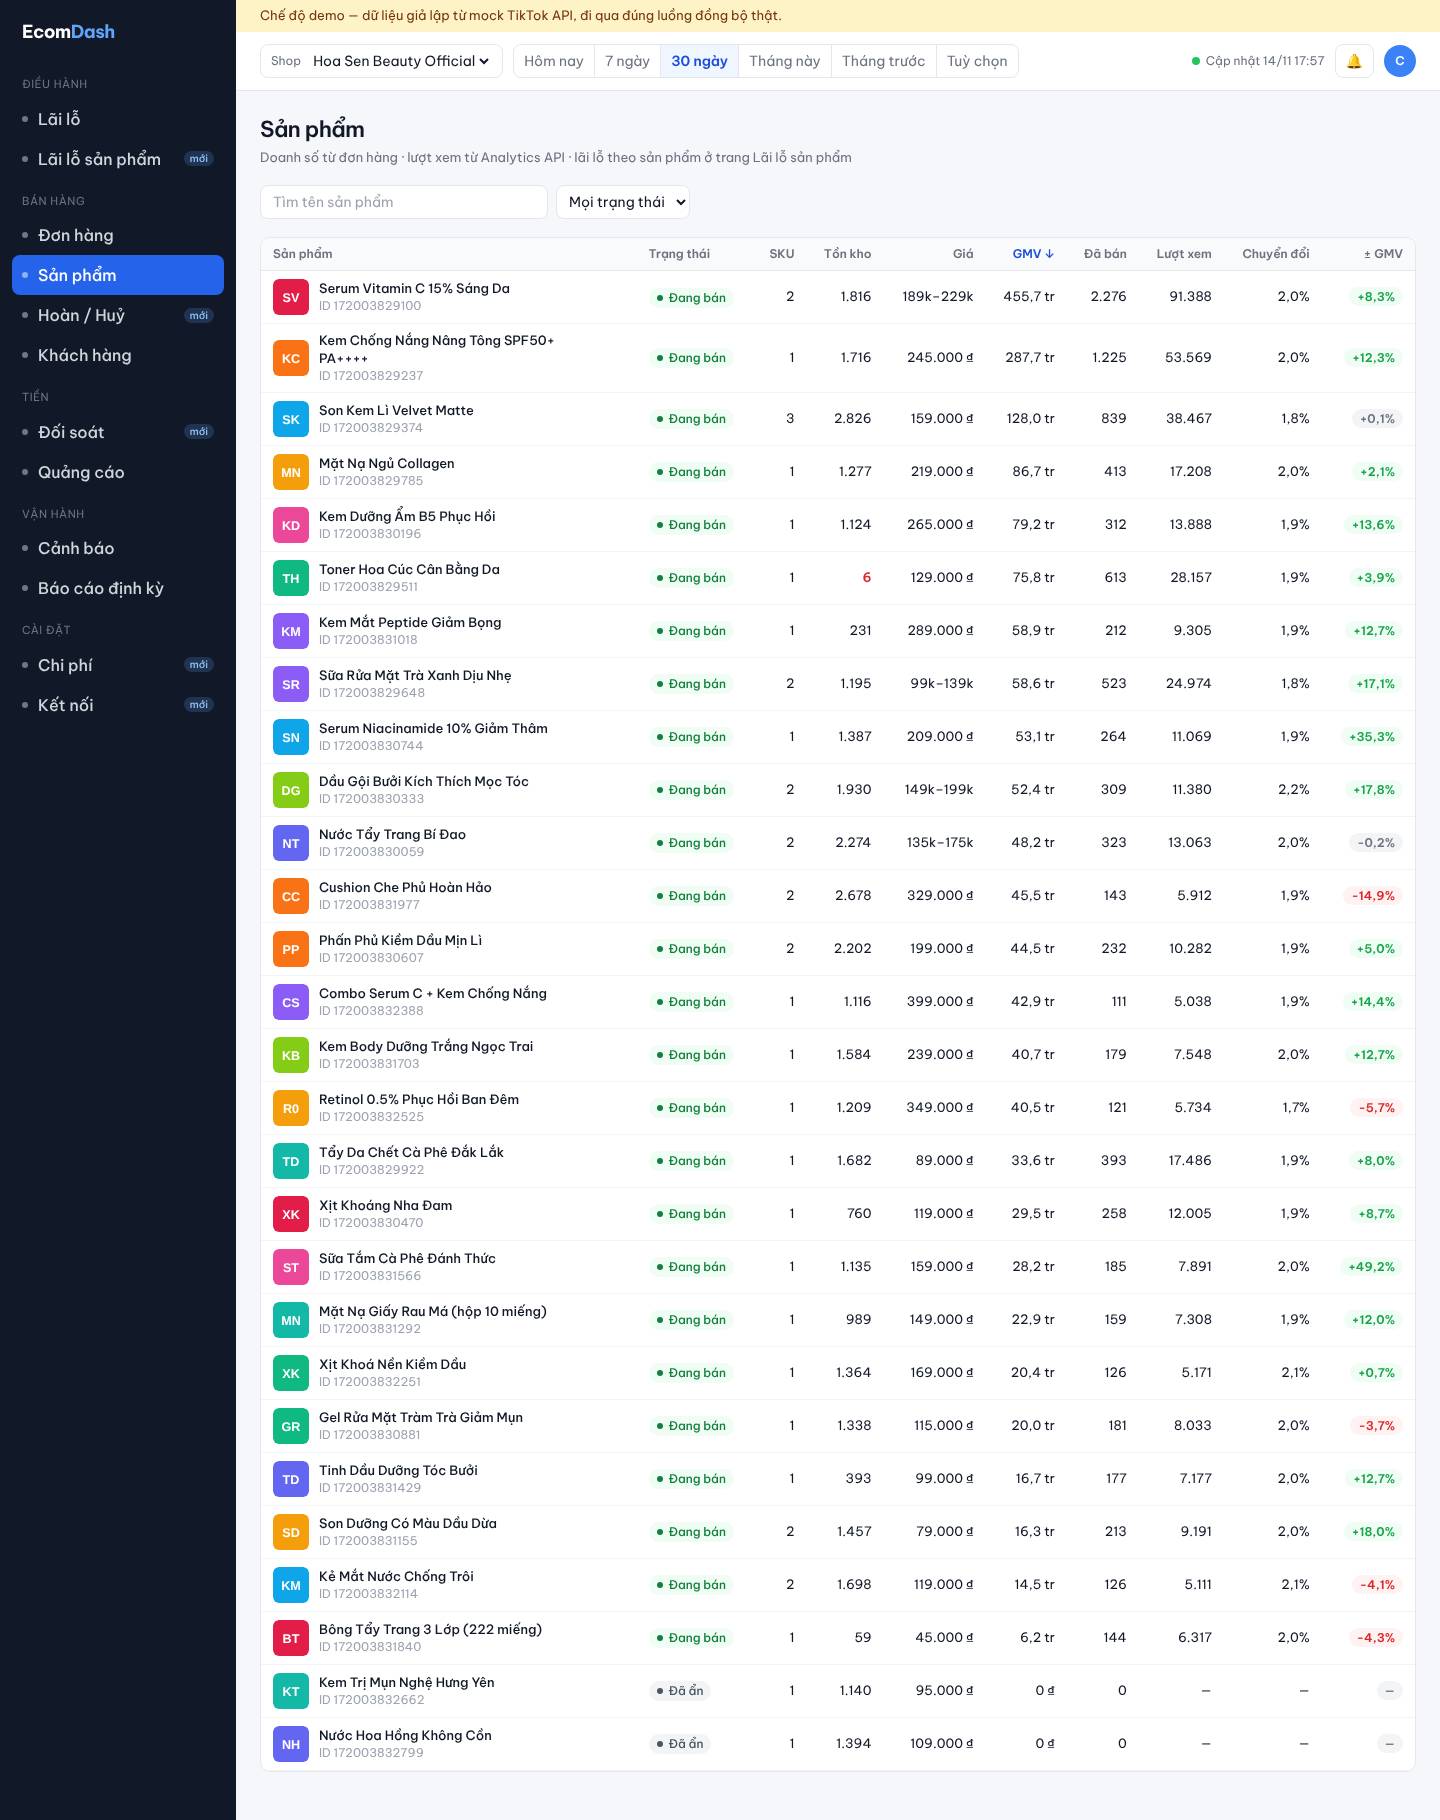 EcomDash
ĐIỀU HÀNH
Lãi lỗ
Lãi lỗ sản phẩm mới
BÁN HÀNG
Đơn hàng
Sản phẩm
Hoàn / Huỷ mới
Khách hàng
TIỀN
Đối soát mới
Quảng cáo
VẬN HÀNH
Cảnh báo
Báo cáo định kỳ
CÀI ĐẶT
Chi phí mới
Kết nối mới
Chế độ demo — dữ liệu giả lập từ mock TikTok API, đi qua đúng luồng đồng bộ thật.
Shop Hoa Sen Beauty Official Hôm nay 7 ngày 30 ngày Tháng này Tháng trước Tuỳ chọn Cập nhật 14/11 17:57 C
Sản phẩm
Doanh số từ đơn hàng · lượt xem từ Analytics API · lãi lỗ theo sản phẩm ở trang Lãi lỗ sản phẩm
Tìm tên sản phẩm Mọi trạng thái
Sản phẩm Trạng thái SKU Tồn kho Giá GMV ↓ Đã bán Lượt xem Chuyển đổi ± GMV
SV Serum Vitamin C 15% Sáng Da Đang bán 2 1.816 189k–229k 455,7 tr 2.276 91.388 2,0% +8,3%
ID 172003829100
Kem Chống Nắng Nâng Tông SPF50+
KC PA++++ Đang bán 1 1.716 245.000 ₫ 287,7 tr 1.225 53.569 2,0% +12,3%
ID 172003829237
SK Son Kem Lì Velvet Matte Đang bán 3 2.826 159.000 ₫ 128,0 tr 839 38.467 1,8% +0,1%
ID 172003829374
MN Mặt Nạ Ngủ Collagen Đang bán 1 1.277 219.000 ₫ 86,7 tr 413 17.208 2,0% +2,1%
ID 172003829785
KD Kem Dưỡng Ẩm B5 Phục Hồi Đang bán 1 1.124 265.000 ₫ 79,2 tr 312 13.888 1,9% +13,6%
ID 172003830196
TH Toner Hoa Cúc Cân Bằng Da Đang bán 1 6 129.000 ₫ 75,8 tr 613 28.157 1,9% +3,9%
ID 172003829511
KM Kem Mắt Peptide Giảm Bọng Đang bán 1 231 289.000 ₫ 58,9 tr 212 9.305 1,9% +12,7%
ID 172003831018
SR Sữa Rửa Mặt Trà Xanh Dịu Nhẹ Đang bán 2 1.195 99k–139k 58,6 tr 523 24.974 1,8% +17,1%
ID 172003829648
SN Serum Niacinamide 10% Giảm Thâm Đang bán 1 1.387 209.000 ₫ 53,1 tr 264 11.069 1,9% +35,3%
ID 172003830744
DG Dầu Gội Bưởi Kích Thích Mọc Tóc Đang bán 2 1.930 149k–199k 52,4 tr 309 11.380 2,2% +17,8%
ID 172003830333
NT Nước Tẩy Trang Bí Đao Đang bán 2 2.274 135k–175k 48,2 tr 323 13.063 2,0% -0,2%
ID 172003830059
CC Cushion Che Phủ Hoàn Hảo Đang bán 2 2.678 329.000 ₫ 45,5 tr 143 5.912 1,9% -14,9%
ID 172003831977
PP Phấn Phủ Kiềm Dầu Mịn Lì Đang bán 2 2.202 199.000 ₫ 44,5 tr 232 10.282 1,9% +5,0%
ID 172003830607
CS Combo Serum C + Kem Chống Nắng Đang bán 1 1.116 399.000 ₫ 42,9 tr 111 5.038 1,9% +14,4%
ID 172003832388
KB Kem Body Dưỡng Trắng Ngọc Trai Đang bán 1 1.584 239.000 ₫ 40,7 tr 179 7.548 2,0% +12,7%
ID 172003831703
R0 Retinol 0.5% Phục Hồi Ban Đêm Đang bán 1 1.209 349.000 ₫ 40,5 tr 121 5.734 1,7% -5,7%
ID 172003832525
TD Tẩy Da Chết Cà Phê Đắk Lắk Đang bán 1 1.682 89.000 ₫ 33,6 tr 393 17.486 1,9% +8,0%
ID 172003829922
XK Xịt Khoáng Nha Đam Đang bán 1 760 119.000 ₫ 29,5 tr 258 12.005 1,9% +8,7%
ID 172003830470
ST Sữa Tắm Cà Phê Đánh Thức Đang bán 1 1.135 159.000 ₫ 28,2 tr 185 7.891 2,0% +49,2%
ID 172003831566
MN Mặt Nạ Giấy Rau Má (hộp 10 miếng) Đang bán 1 989 149.000 ₫ 22,9 tr 159 7.308 1,9% +12,0%
ID 172003831292
XK Xịt Khoá Nền Kiềm Dầu Đang bán 1 1.364 169.000 ₫ 20,4 tr 126 5.171 2,1% +0,7%
ID 172003832251
GR Gel Rửa Mặt Tràm Trà Giảm Mụn Đang bán 1 1.338 115.000 ₫ 20,0 tr 181 8.033 2,0% -3,7%
ID 172003830881
TD Tinh Dầu Dưỡng Tóc Bưởi Đang bán 1 393 99.000 ₫ 16,7 tr 177 7.177 2,0% +12,7%
ID 172003831429
SD Son Dưỡng Có Màu Dầu Dừa Đang bán 2 1.457 79.000 ₫ 16,3 tr 213 9.191 2,0% +18,0%
ID 172003831155
KM Kẻ Mắt Nước Chống Trôi Đang bán 2 1.698 119.000 ₫ 14,5 tr 126 5.111 2,1% -4,1%
ID 172003832114
BT Bông Tẩy Trang 3 Lớp (222 miếng) Đang bán 1 59 45.000 ₫ 6,2 tr 144 6.317 2,0% -4,3%
ID 172003831840
KT Kem Trị Mụn Nghệ Hưng Yên Đã ẩn 1 1.140 95.000 ₫ 0 ₫ 0 — — —
ID 172003832662
NH Nước Hoa Hồng Không Cồn Đã ẩn 1 1.394 109.000 ₫ 0 ₫ 0 — — —
ID 172003832799